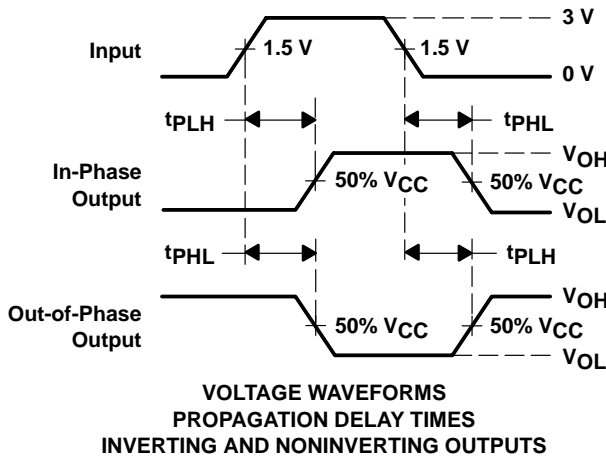 3 V
Input
1.5 V
1.5 V
0 V
tPLH
tPHL
In-Phase
Output
VOH
50% VCC
50% VCC
VOL
tPHL
tPLH
Out-of-Phase
Output
VOH
50% VCC
50% VCC
VOL
VOLTAGE WAVEFORMS
PROPAGATION DELAY TIMES
INVERTING AND NONINVERTING OUTPUTS